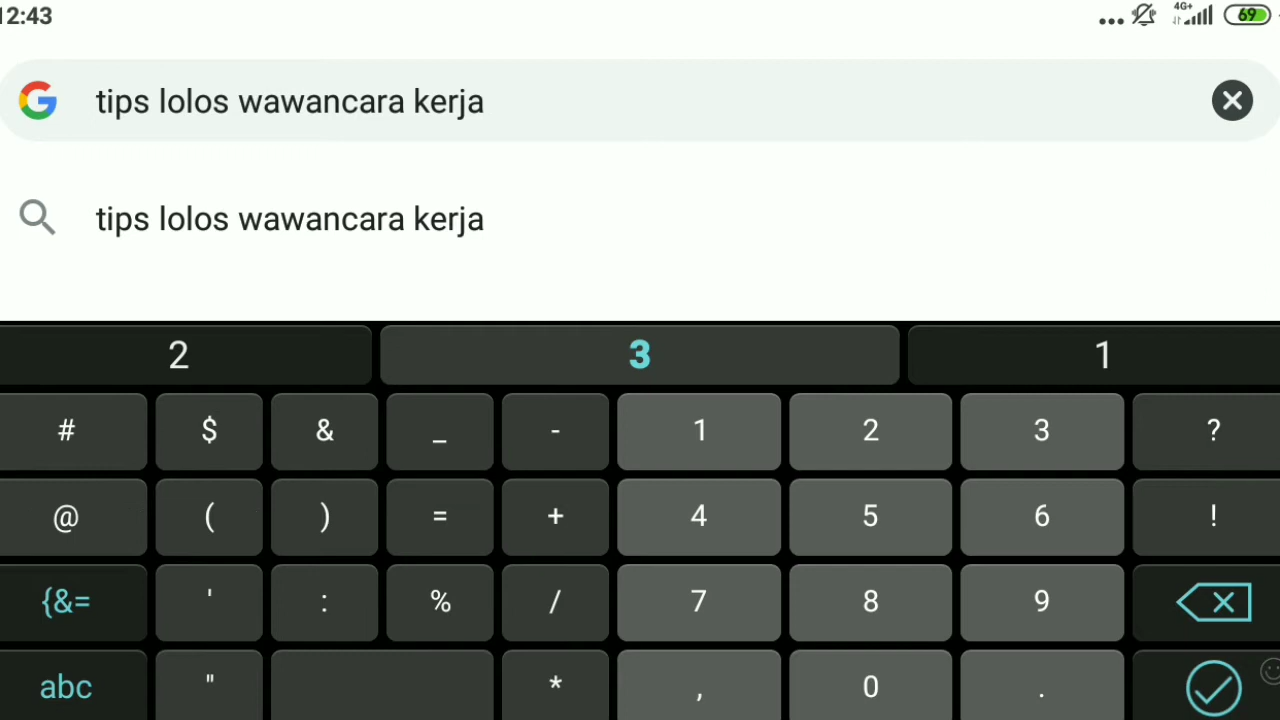 12:43
4G+
69
tips lolos wawancara kerja
tips lolos wawancara kerja
2 3 1
# $ & _ - 1 2 3 ?
@ ( ) = + 4 5 6 !
{&= ' : % / 7 8 9
abc " * , 0 .